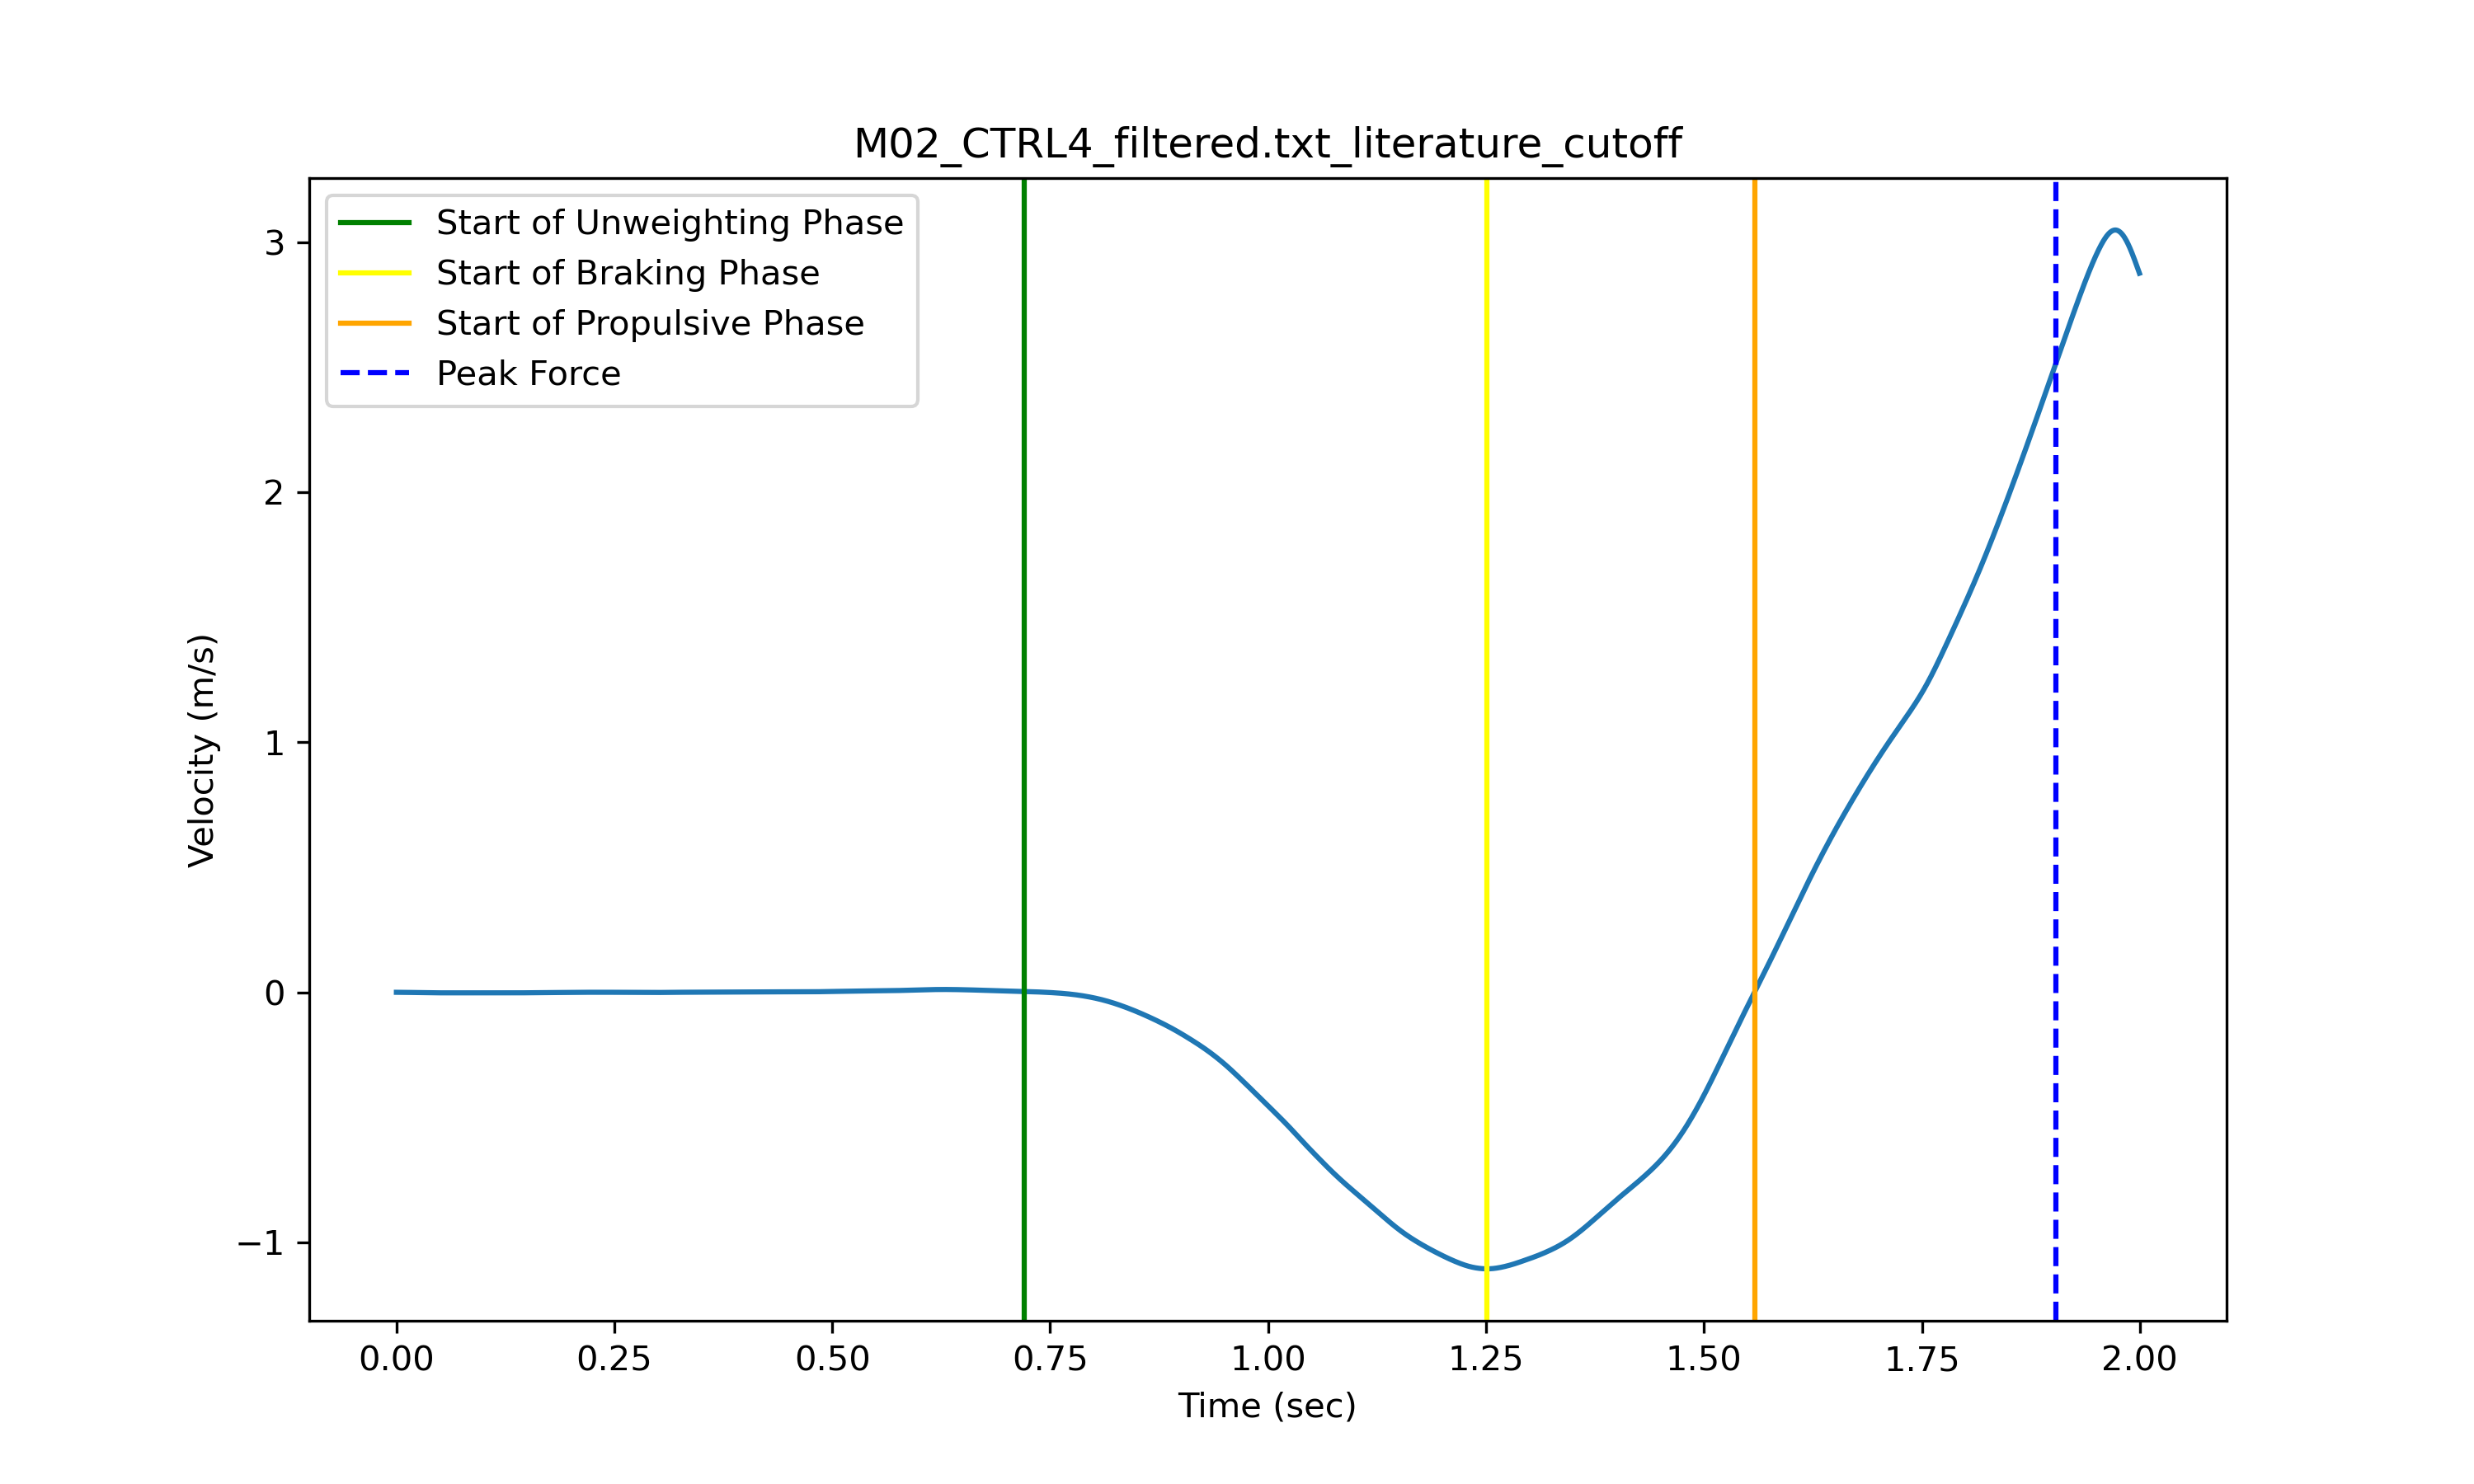 M02_CTRL4_filtered.txt_literature_cutoff
Start of Unweighting Phase
Start of Braking Phase
Start of Propulsive Phase
Peak Force
3
2
1
0
−1
Velocity (m/s)
0.00 0.25 0.50 0.75 1.00 1.25 1.50 1.75 2.00
Time (sec)